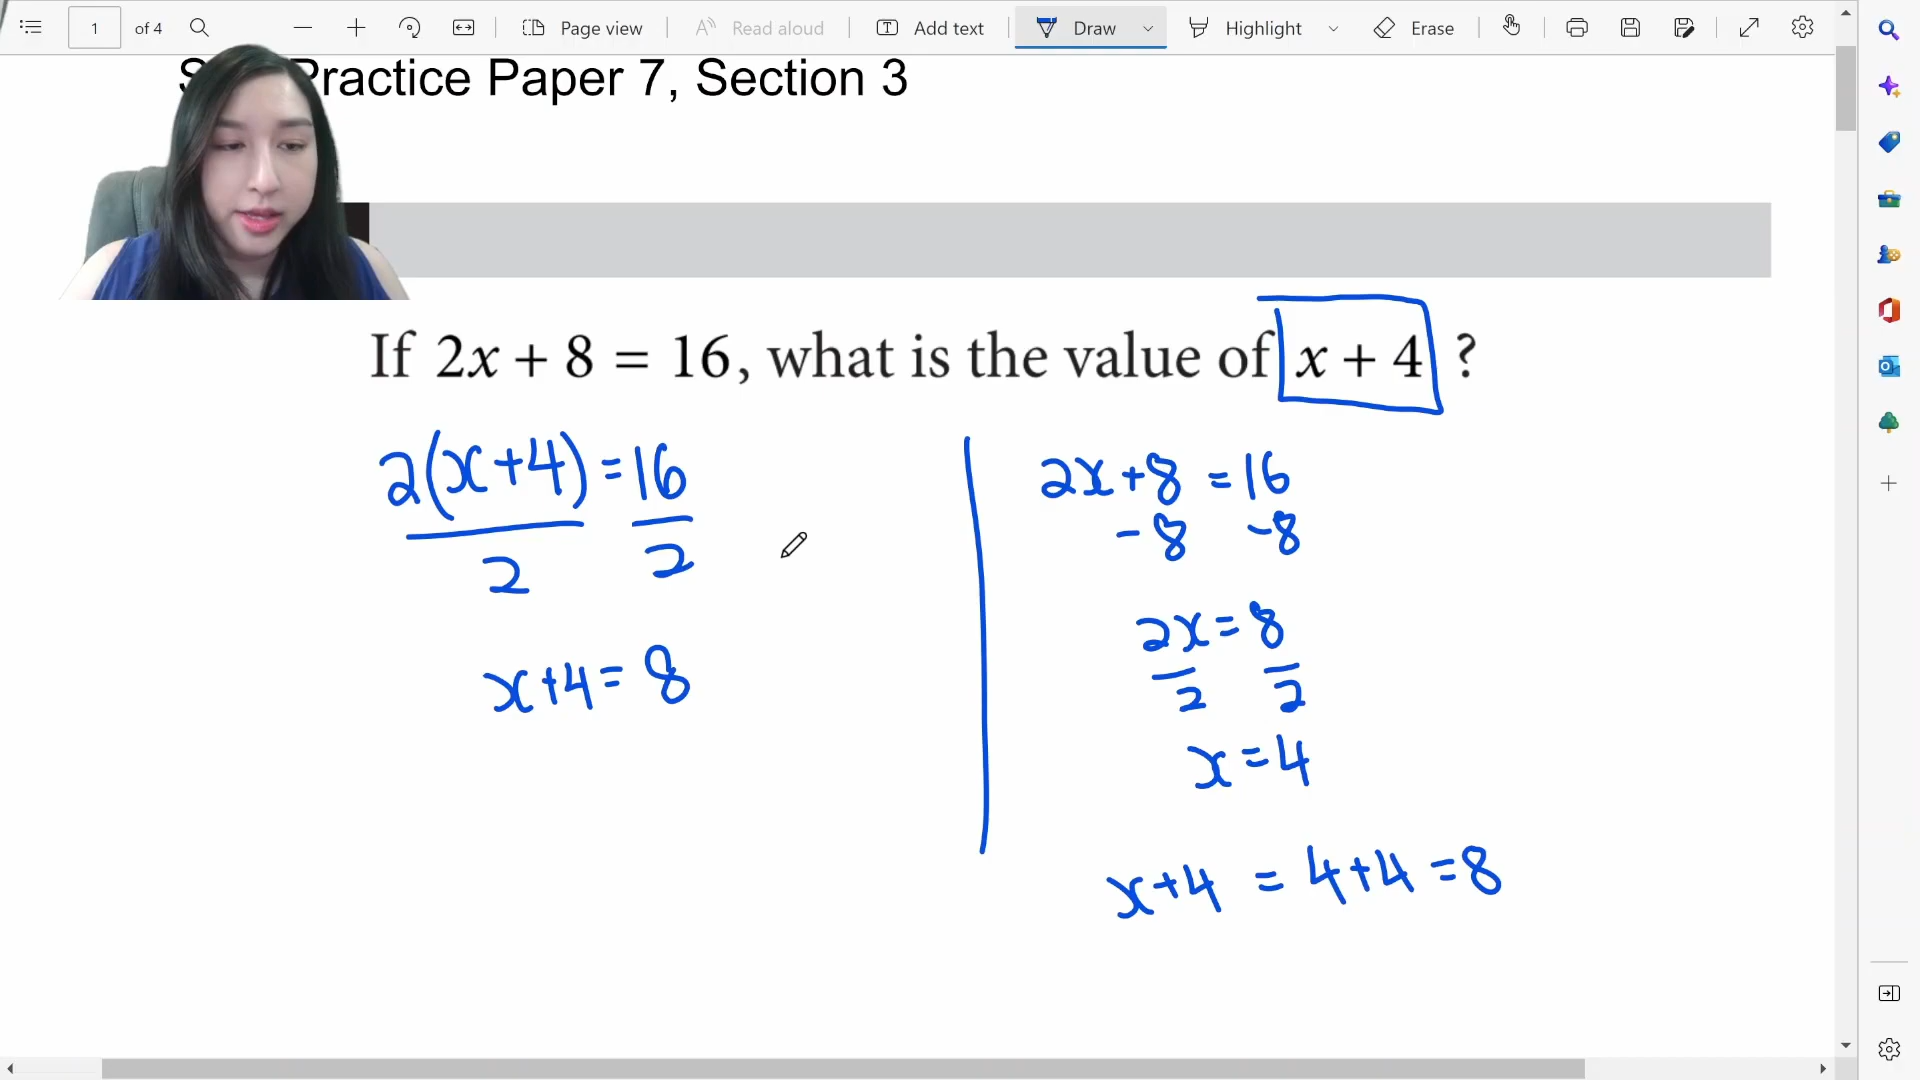 1 of 4 Page view Read aloud Add text Draw Highlight Erase
Practice Paper 7, Section 3
If 2x + 8 = 16, what is the value of x + 4 ?
2(x+4) = 16
2 2
x+4 = 8
2x+8 = 16
-8 -8
2x = 8
2 2
x = 4
x+4 = 4+4 = 8